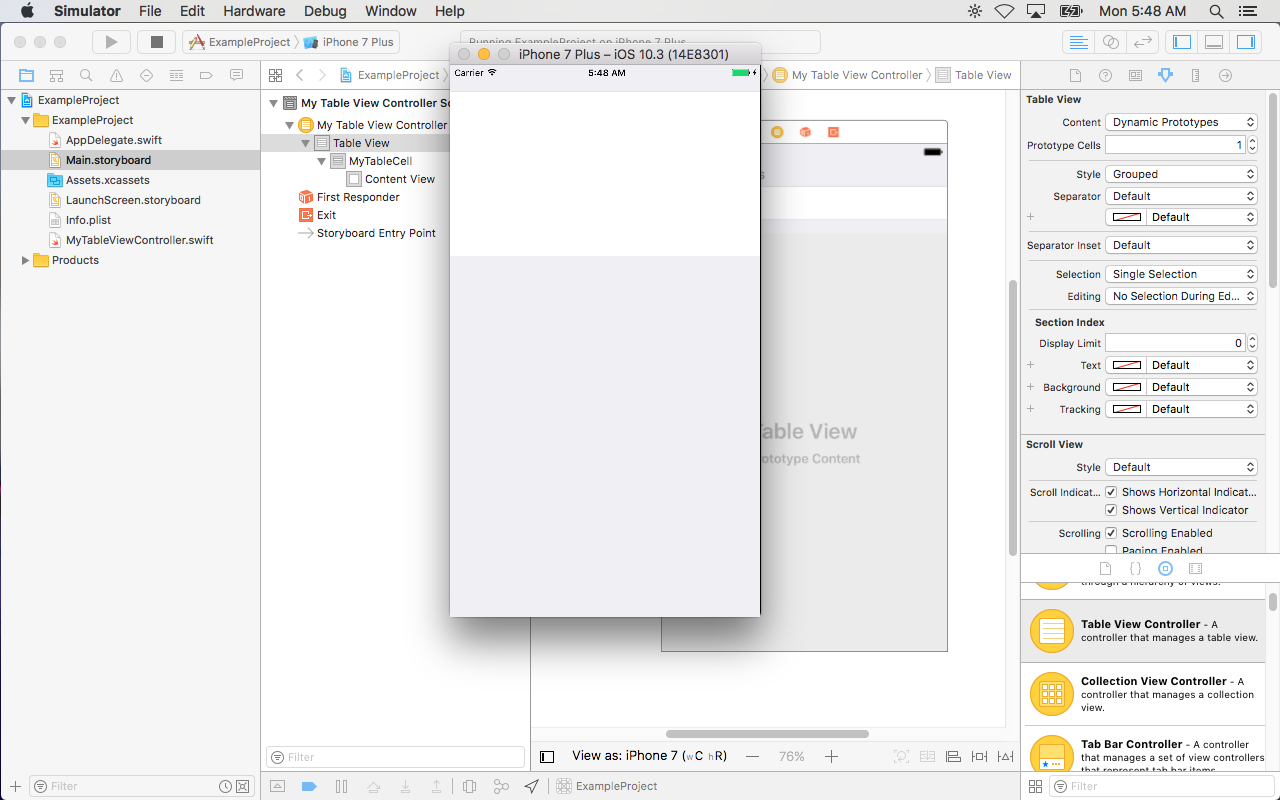 Simulator File Edit Hardware Debug Window Help Mon 5:48 AM
ExampleProject iPhone 7 Plus Running ExampleProject on iPhone 7 Plus
iPhone 7 Plus – iOS 10.3 (14E8301)
ExampleProject My Table View Controller Table View
Carrier 5:48 AM
ExampleProject
ExampleProject
AppDelegate.swift
Main.storyboard
Assets.xcassets
LaunchScreen.storyboard
Info.plist
MyTableViewController.swift
Products
My Table View Controller Sc
My Table View Controller
Table View
MyTableCell
Content View
First Responder
Exit
Storyboard Entry Point
Table View
Prototype Content
Table View
Content Dynamic Prototypes
Prototype Cells 1
Style Grouped
Separator Default
Default
Separator Inset Default
Selection Single Selection
Editing No Selection During Ed...
Section Index
Display Limit 0
Text Default
Background Default
Tracking Default
Scroll View
Style Default
Scroll Indicat... Shows Horizontal Indicat...
Shows Vertical Indicator
Scrolling Scrolling Enabled
Paging Enabled
through a hierarchy of views.
Table View Controller - A
controller that manages a table view.
Collection View Controller - A
controller that manages a collection
view.
Tab Bar Controller - A controller
that manages a set of view controllers
that represent tab bar items.
Filter
Filter
View as: iPhone 7 (wC hR) 76%
ExampleProject
Filter